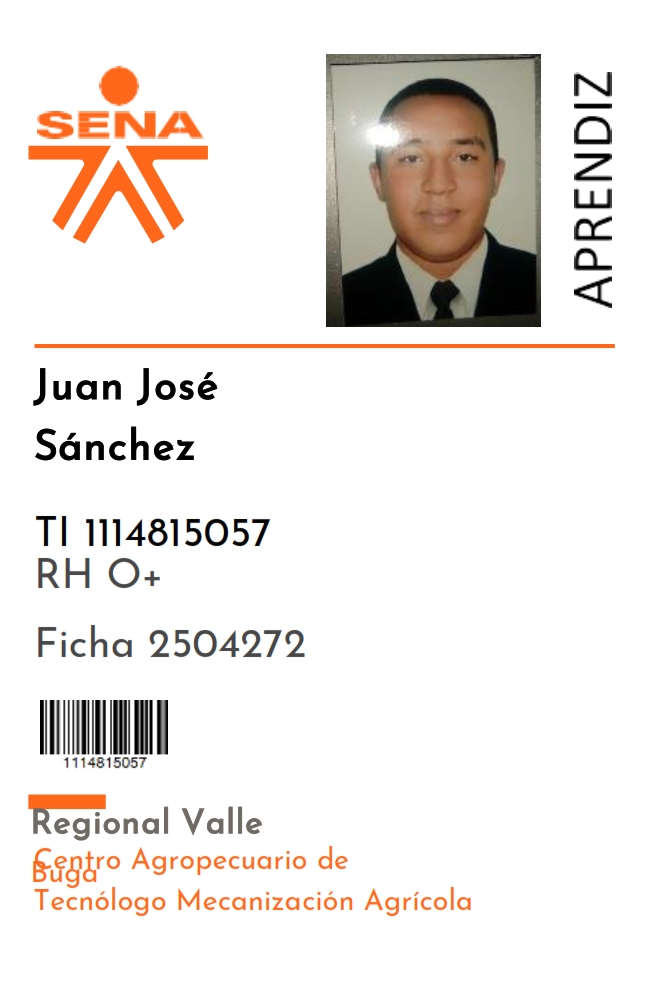 SENA
APRENDIZ
Juan José
Sánchez
TI 1114815057
RH O+
Ficha 2504272
1114815057
Regional Valle
Centro Agropecuario de
Buga
Tecnólogo Mecanización Agrícola